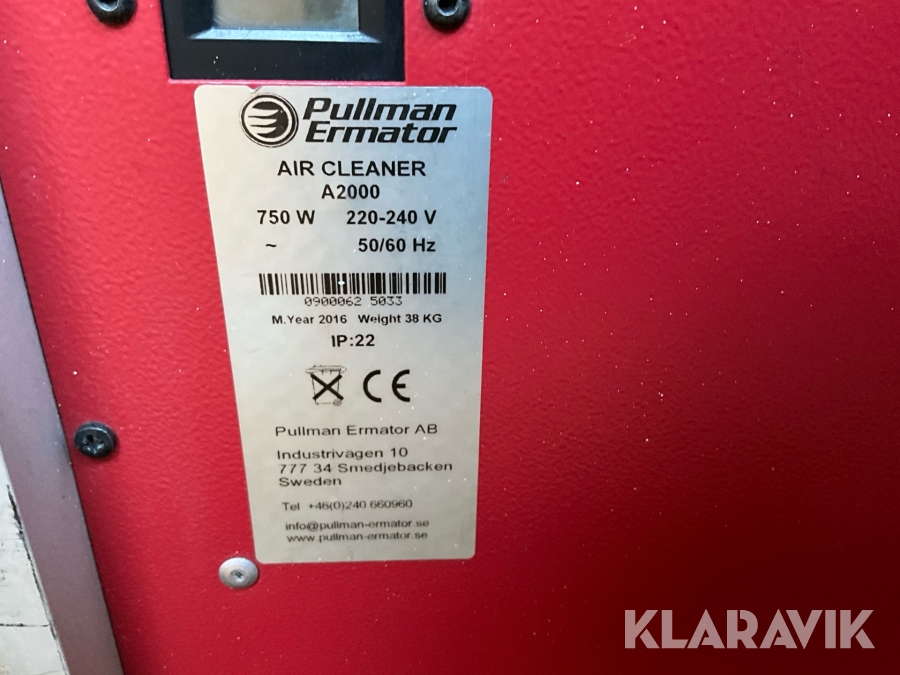 Pullman
Ermator
AIR CLEANER
A2000
750 W 220-240 V
~ 50/60 Hz
0900062 5033
M.Year 2016 Weight 38 KG
IP:22
CE
Pullman Ermator AB
Industrivagen 10
777 34 Smedjebacken
Sweden
Tel +46(0)240 660960
info@pullman-ermator.se
www.pullman-ermator.se
KLARAVIK